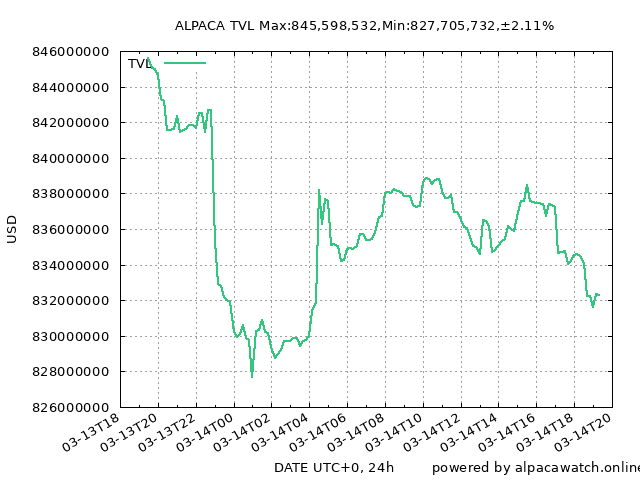 ALPACA TVL Max:845,598,532,Min:827,705,732,±2.11%
846000000
TVL
844000000
842000000
840000000
838000000
836000000
834000000
832000000
830000000
828000000
826000000
USD
03-13T18
03-13T20
03-13T22
03-14T00
03-14T02
03-14T04
03-14T06
03-14T08
03-14T10
03-14T12
03-14T14
03-14T16
03-14T18
03-14T20
DATE UTC+0, 24h
powered by alpacawatch.online